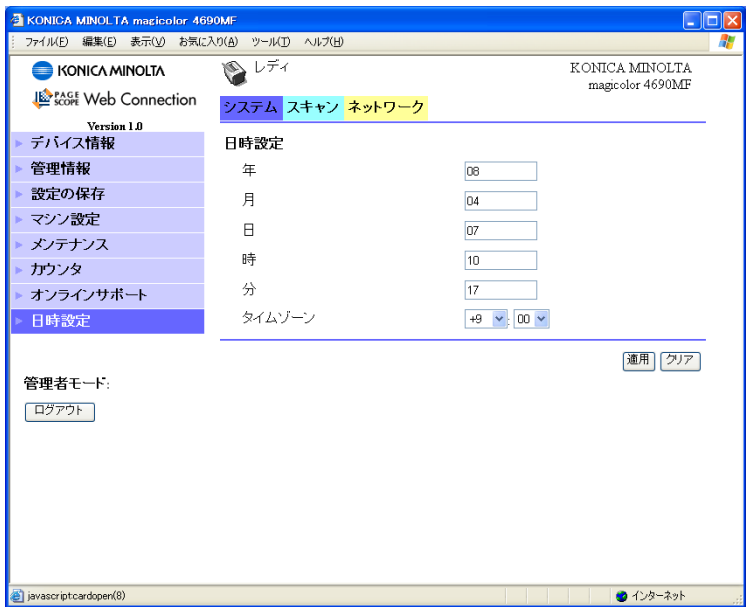 KONICA MINOLTA magicolor 4690MF
ファイル(F) 編集(E) 表示(V) お気に入り(A) ツール(T) ヘルプ(H)
KONICA MINOLTA
レディ
KONICA MINOLTA
magicolor 4690MF
PAGE SCOPE Web Connection
Version 1.0
システム スキャン ネットワーク
デバイス情報
管理情報
設定の保存
マシン設定
メンテナンス
カウンタ
オンラインサポート
日時設定
日時設定
年 08
月 04
日 07
時 10
分 17
タイムゾーン +9 : 00
適用 クリア
管理者モード:
ログアウト
javascript:cardopen(8)
インターネット